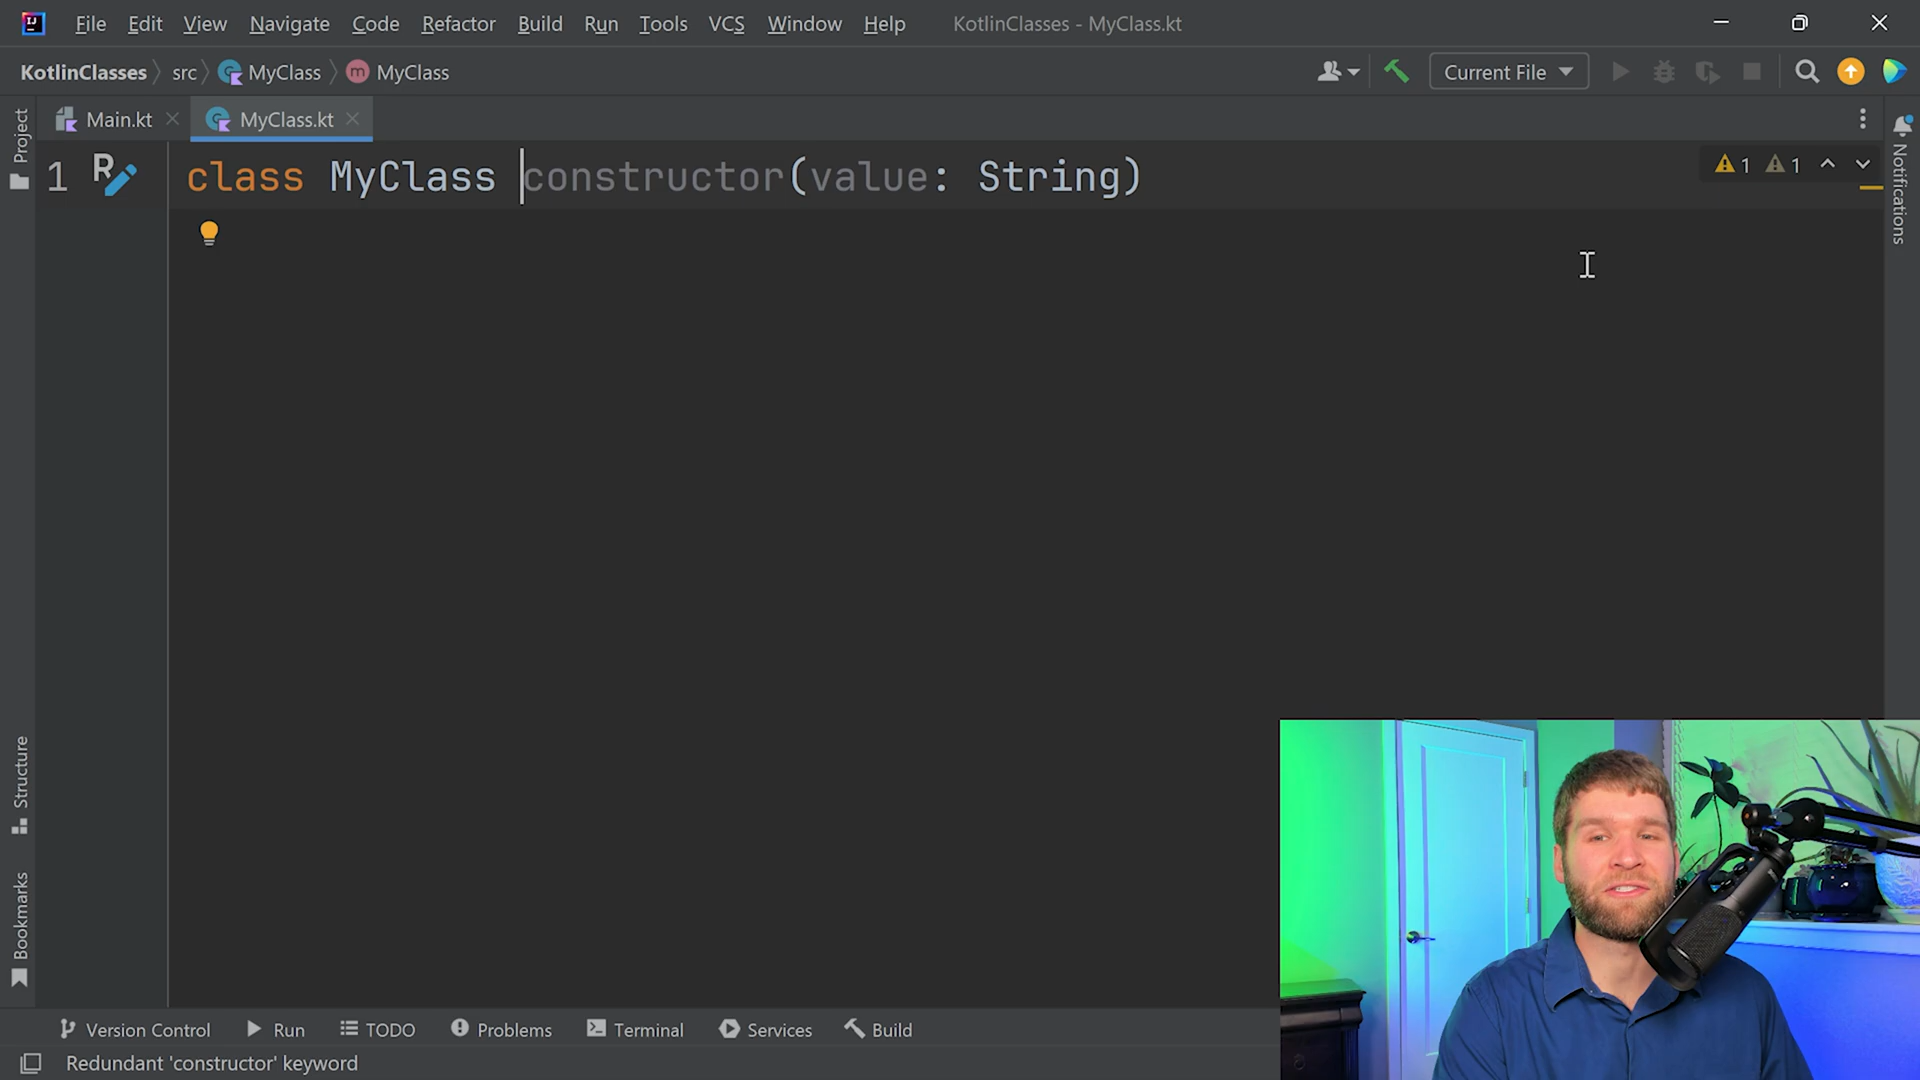 File Edit View Navigate Code Refactor Build Run Tools VCS Window Help KotlinClasses - MyClass.kt
KotlinClasses src MyClass m MyClass Current File
Main.kt MyClass.kt
1 R class MyClass constructor(value: String) 1 1
Project
Notifications
Structure
Bookmarks
Version Control Run TODO Problems Terminal Services Build
Redundant 'constructor' keyword